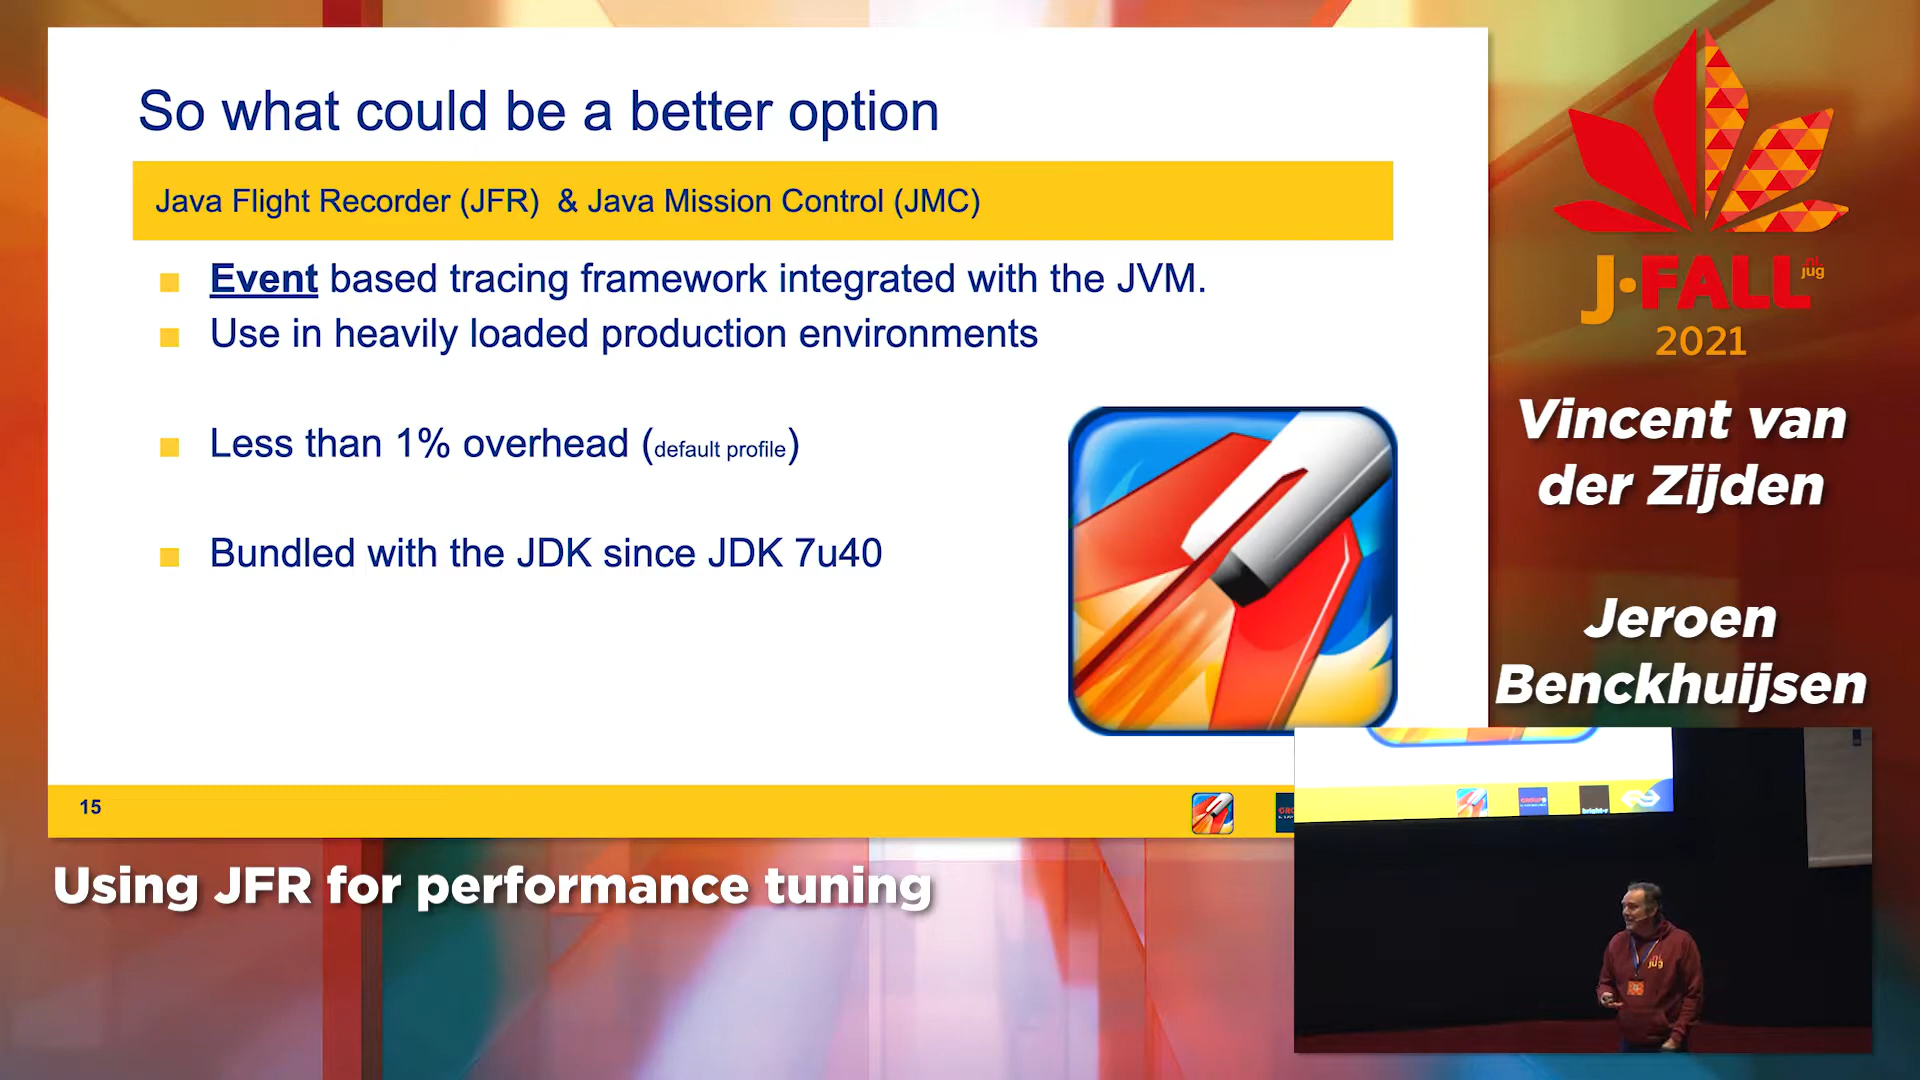 So what could be a better option
Java Flight Recorder (JFR) & Java Mission Control (JMC)
Event based tracing framework integrated with the JVM.
Use in heavily loaded production environments
Less than 1% overhead (default profile)
Bundled with the JDK since JDK 7u40
15
J•FALL
nl
jug
2021
Vincent van
der Zijden
Jeroen
Benckhuijsen
Using JFR for performance tuning
nl
jug